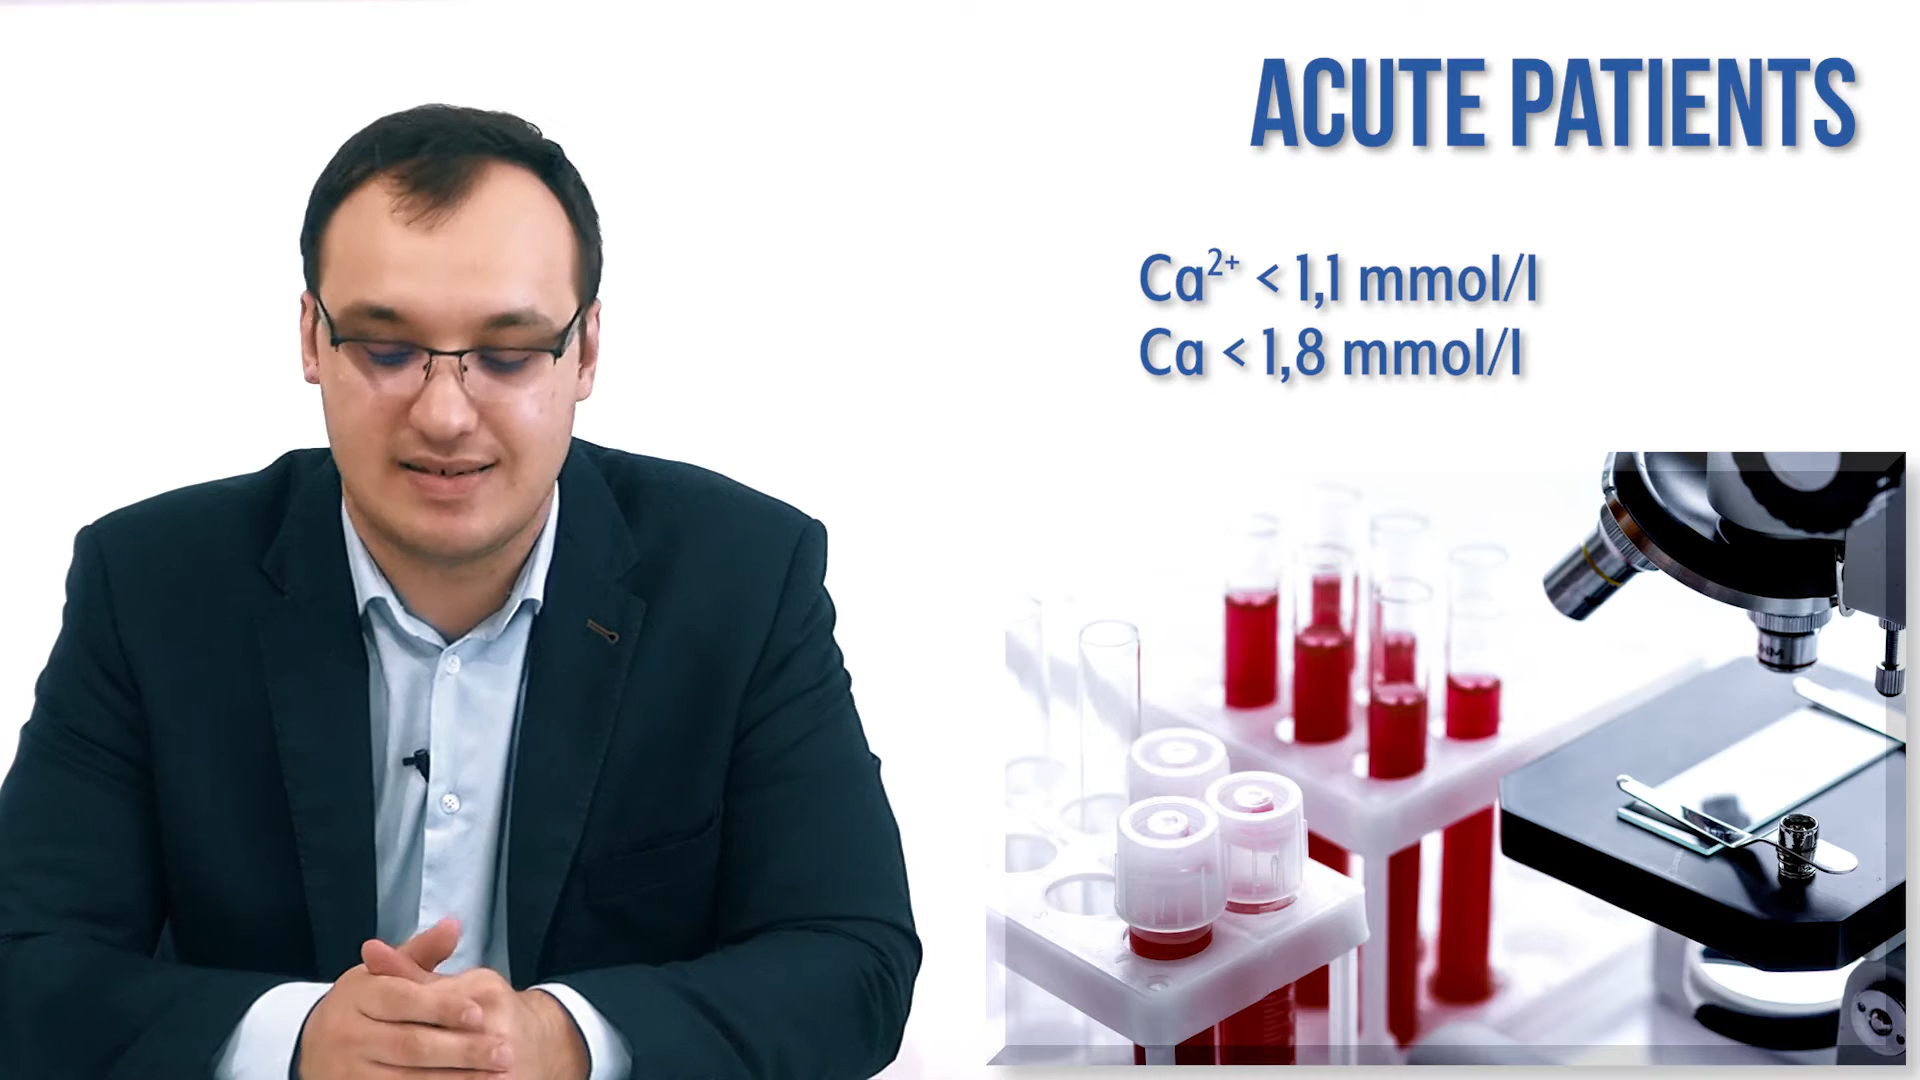 ACUTE PATIENTS
Ca²⁺ < 1,1 mmol/l
Ca < 1,8 mmol/l